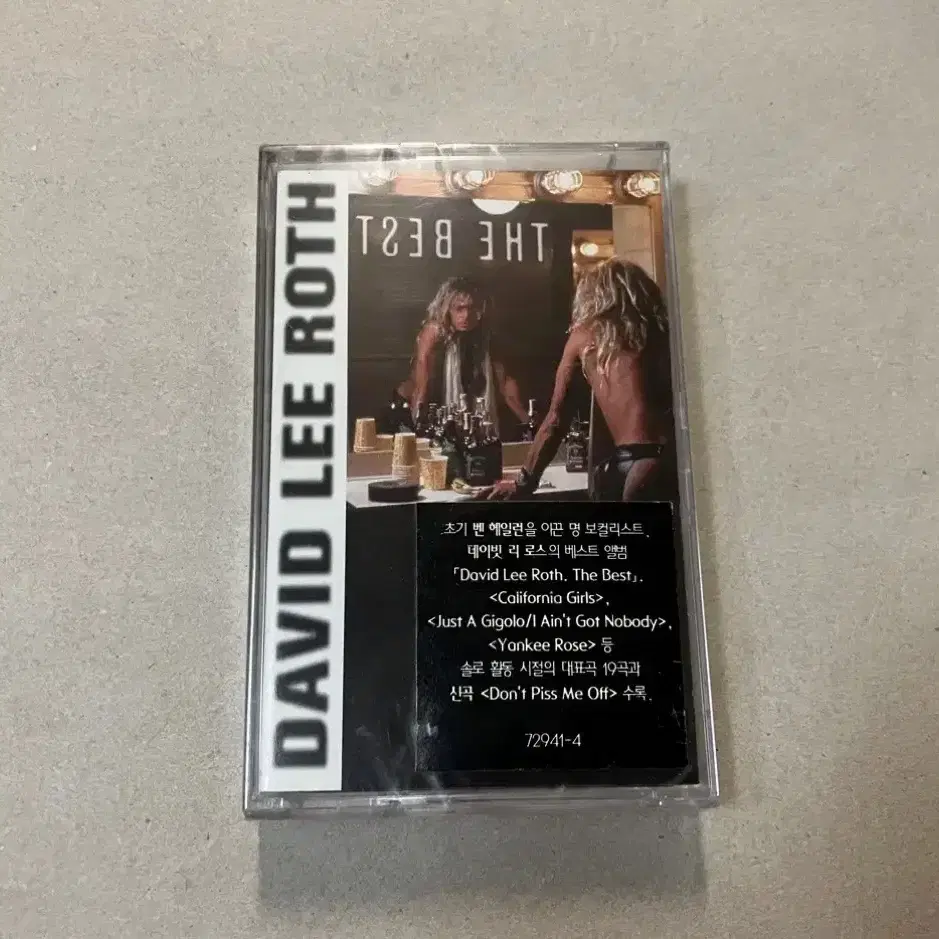 DAVID LEE ROTH
THE BEST
초기 벤 헤일런을 이끈 명 보컬리스트,
데이빗 리 로스의 베스트 앨범
「David Lee Roth, The Best」.
<California Girls>,
<Just A Gigolo/I Ain't Got Nobody>,
<Yankee Rose> 등
솔로 활동 시절의 대표곡 19곡과
신곡 <Don't Piss Me Off> 수록.
72941-4